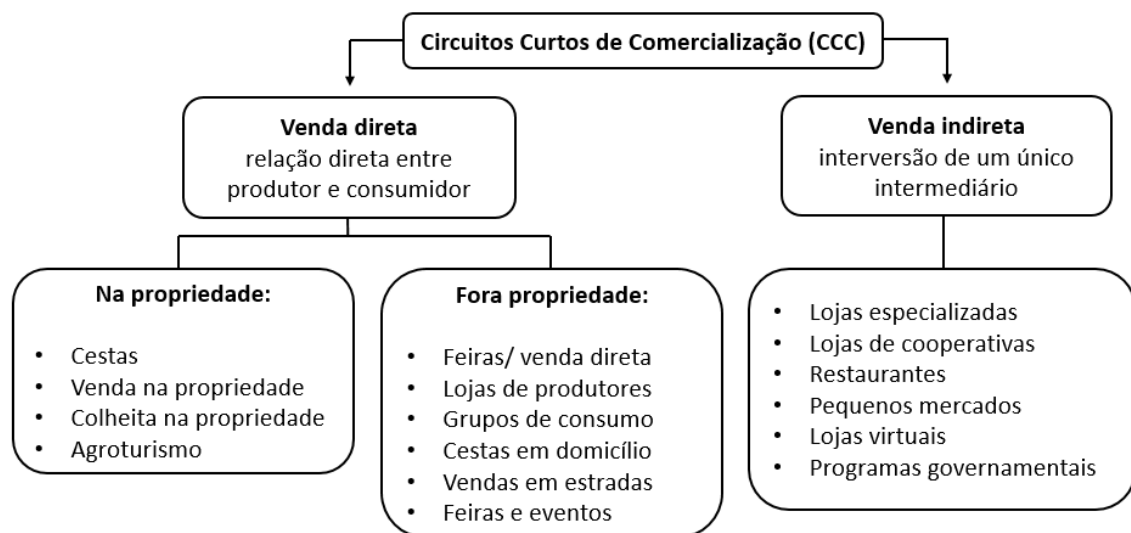 Circuitos Curtos de Comercialização (CCC)
Venda direta
relação direta entre
produtor e consumidor
Venda indireta
interversão de um único
intermediário
Na propriedade:
• Cestas
• Venda na propriedade
• Colheita na propriedade
• Agroturismo
Fora propriedade:
• Feiras/ venda direta
• Lojas de produtores
• Grupos de consumo
• Cestas em domicílio
• Vendas em estradas
• Feiras e eventos
• Lojas especializadas
• Lojas de cooperativas
• Restaurantes
• Pequenos mercados
• Lojas virtuais
• Programas governamentais